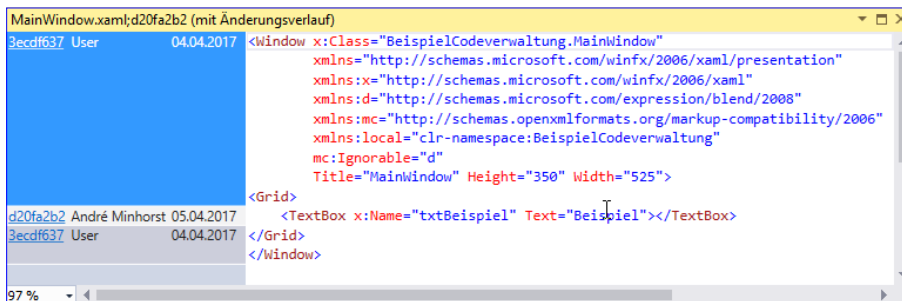 MainWindow.xaml;d20fa2b2 (mit Änderungsverlauf)
3ecdf637 User 04.04.2017 <Window x:Class="BeispielCodeverwaltung.MainWindow"
xmlns="http://schemas.microsoft.com/winfx/2006/xaml/presentation"
xmlns:x="http://schemas.microsoft.com/winfx/2006/xaml"
xmlns:d="http://schemas.microsoft.com/expression/blend/2008"
xmlns:mc="http://schemas.openxmlformats.org/markup-compatibility/2006"
xmlns:local="clr-namespace:BeispielCodeverwaltung"
mc:Ignorable="d"
Title="MainWindow" Height="350" Width="525">
<Grid>
d20fa2b2 André Minhorst 05.04.2017 <TextBox x:Name="txtBeispiel" Text="Beispiel"></TextBox>
3ecdf637 User 04.04.2017 </Grid>
</Window>
97 %